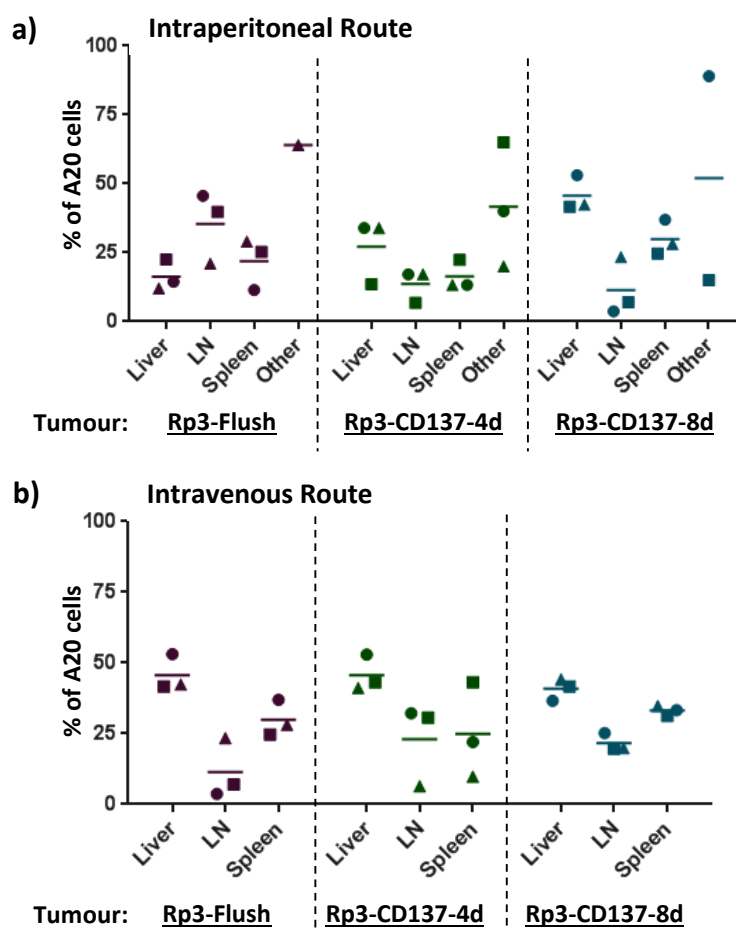 a) Intraperitoneal Route
% of A20 cells
100
75
50
25
0
Liver LN Spleen Other Liver LN Spleen Other Liver LN Spleen Other
Tumour: Rp3-Flush Rp3-CD137-4d Rp3-CD137-8d
b) Intravenous Route
% of A20 cells
100
75
50
25
0
Liver LN Spleen Liver LN Spleen Liver LN Spleen
Tumour: Rp3-Flush Rp3-CD137-4d Rp3-CD137-8d